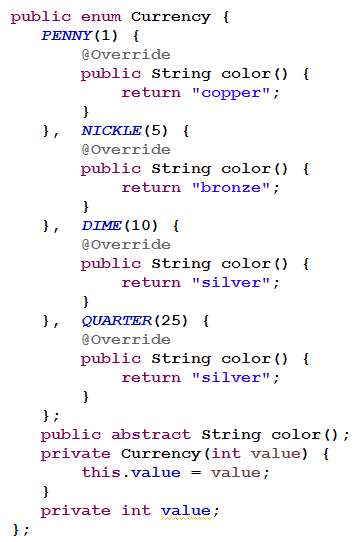 public enum Currency {
PENNY(1) {
@Override
public String color() {
return "copper";
}
}, NICKLE(5) {
@Override
public String color() {
return "bronze";
}
}, DIME(10) {
@Override
public String color() {
return "silver";
}
}, QUARTER(25) {
@Override
public String color() {
return "silver";
}
};
public abstract String color();
private Currency(int value) {
this.value = value;
}
private int value;
};